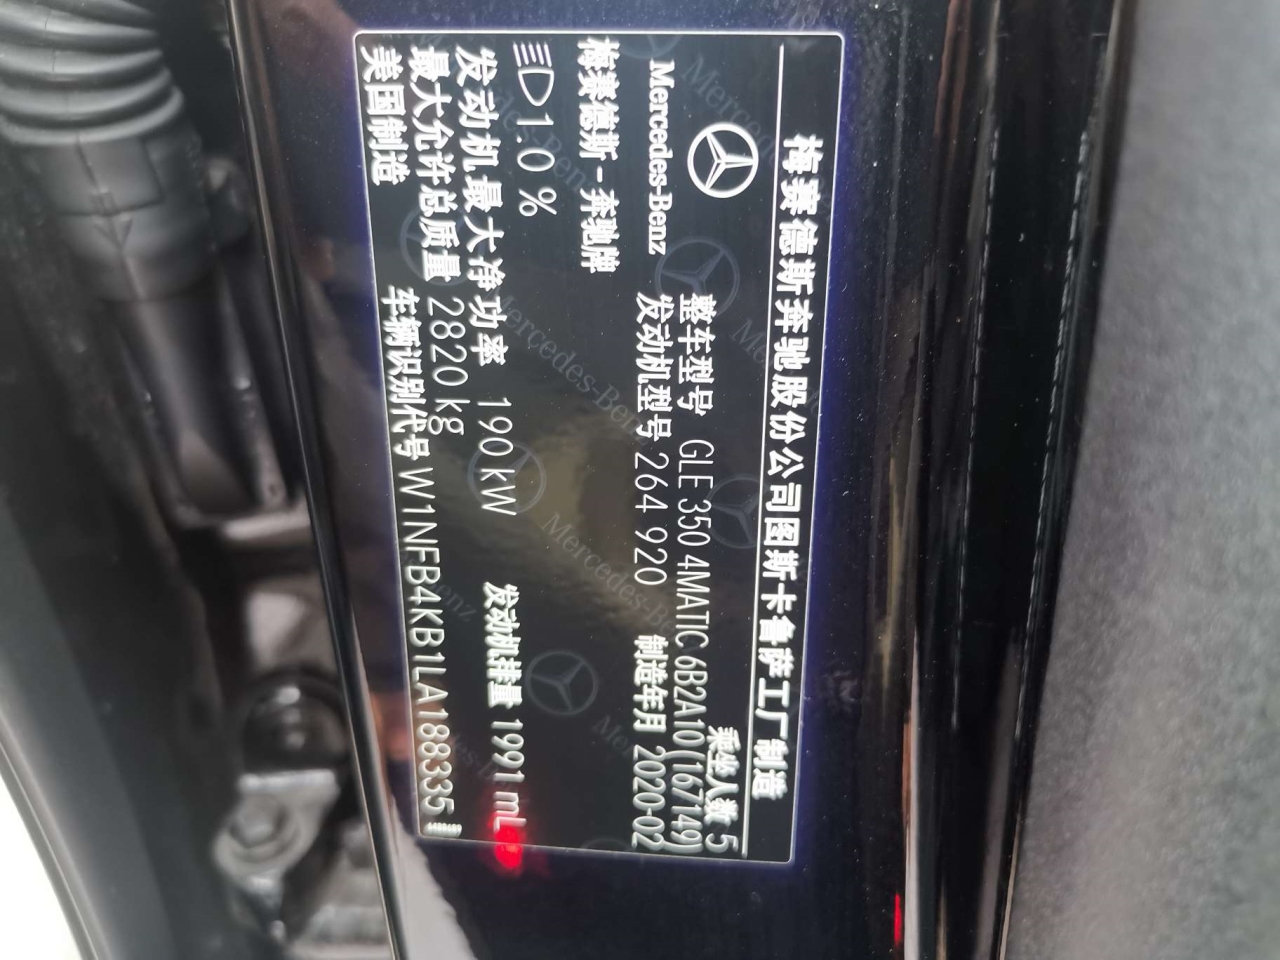 梅赛德斯奔驰股份公司图斯卡鲁萨工厂制造
Mercedes-Benz
乘坐人数 5
整车型号 GLE 350 4MATIC 6B2A10(167149)
发动机型号 264 920 制造年月 2020-02
梅赛德斯-奔驰牌
1.0%
发动机最大净功率 190 kW 发动机排量 1991 mL
最大允许总质量 2820 kg
美国制造 车辆识别代号 W1NFB4KB1LA188335